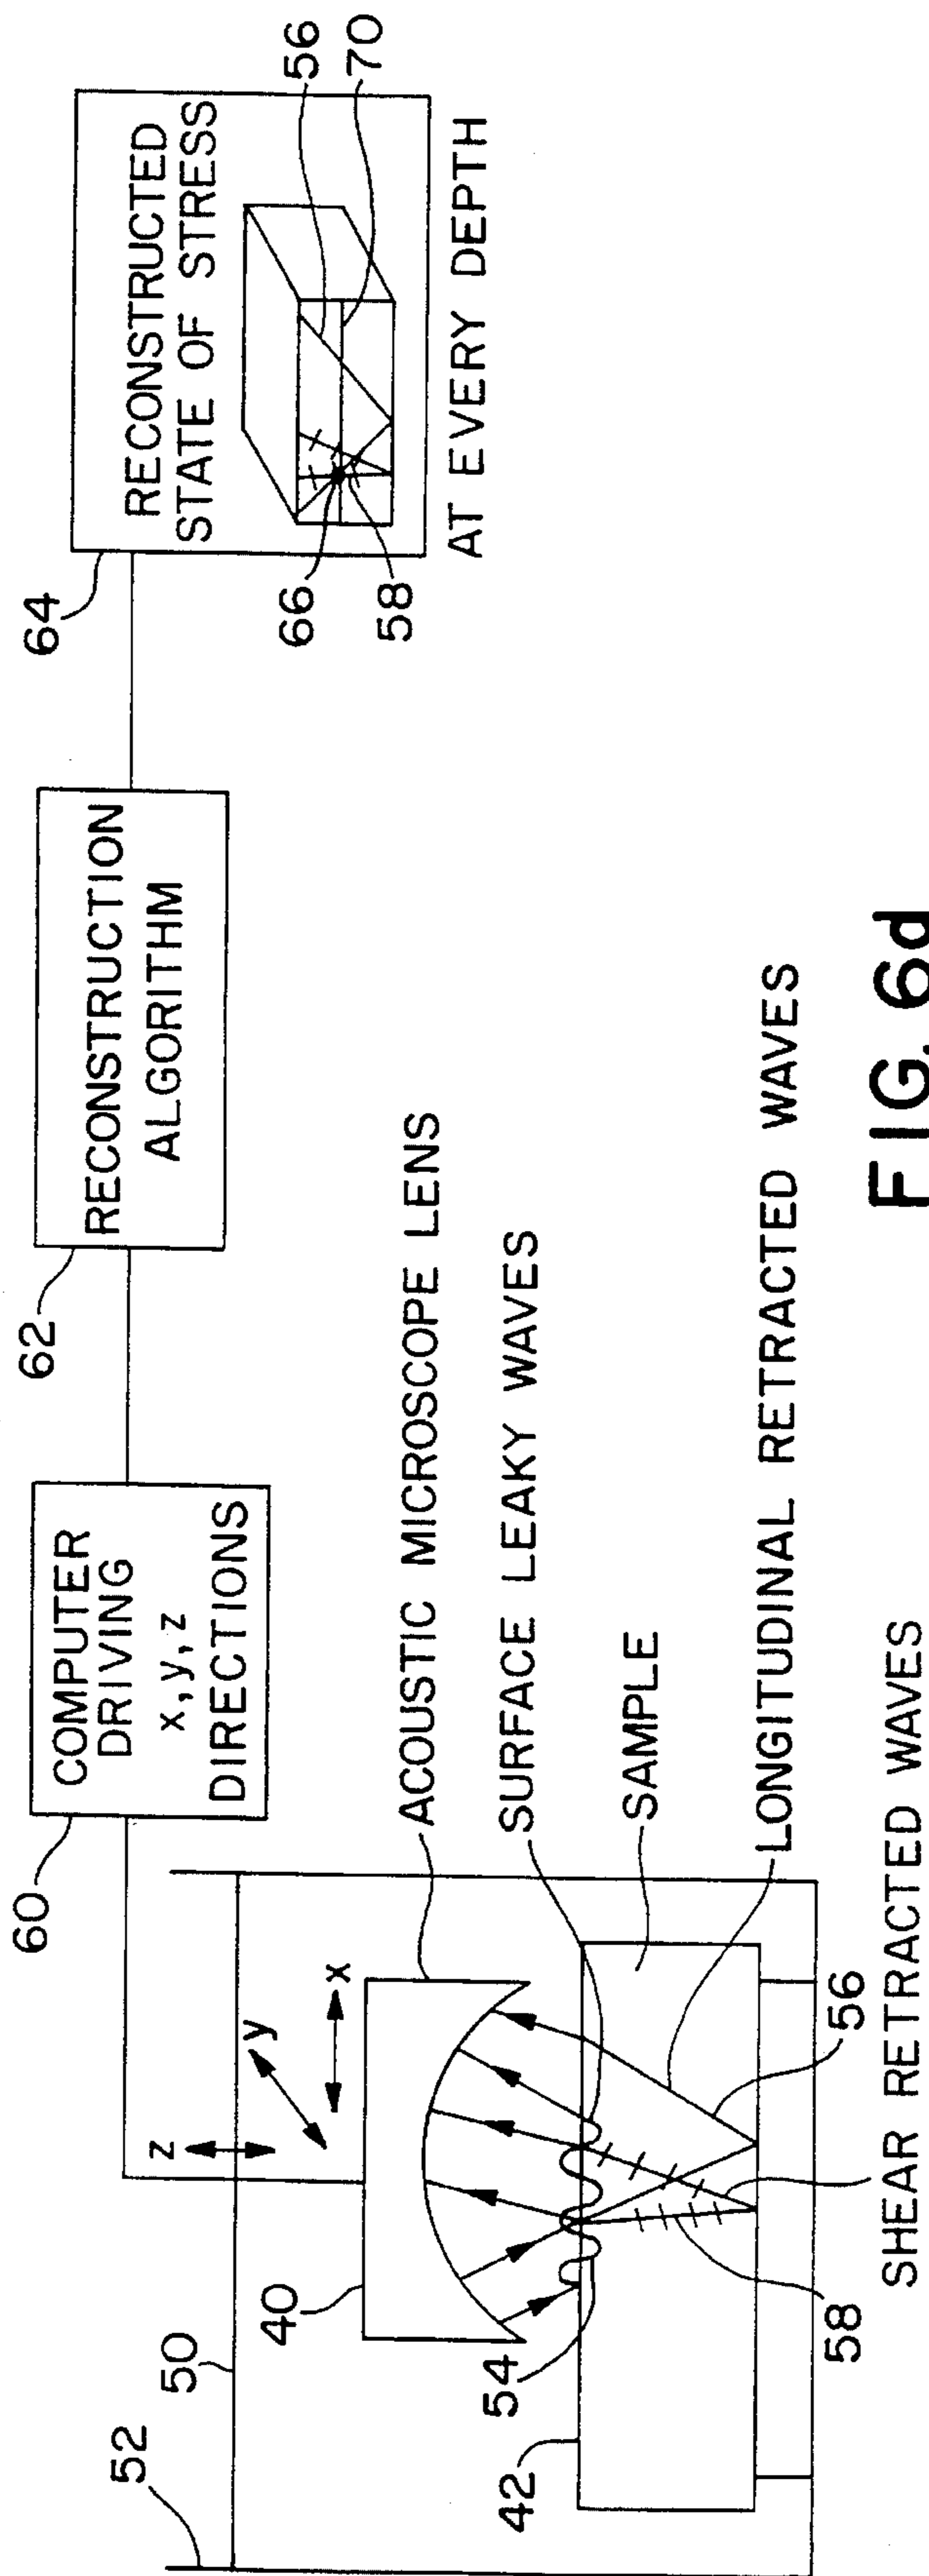 52
50
40
54
42
z
y
x
60
COMPUTER
DRIVING
x, y, z
DIRECTIONS
62
RECONSTRUCTION
ALGORITHM
64
RECONSTRUCTED
STATE OF STRESS
66
58
56
70
AT EVERY DEPTH
ACOUSTIC MICROSCOPE LENS
SURFACE LEAKY WAVES
SAMPLE
LONGITUDINAL RETRACTED WAVES
58
56
SHEAR RETRACTED WAVES
FIG. 6d